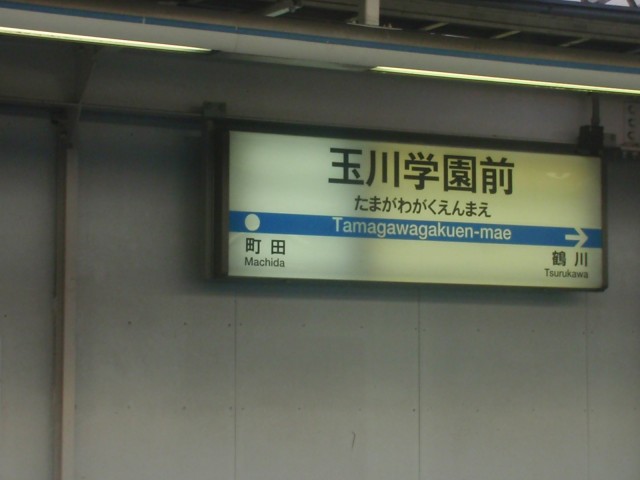 玉川学園前
たまがわがくえんまえ
Tamagawagakuen-mae
町田
Machida
鶴川
Tsurukawa